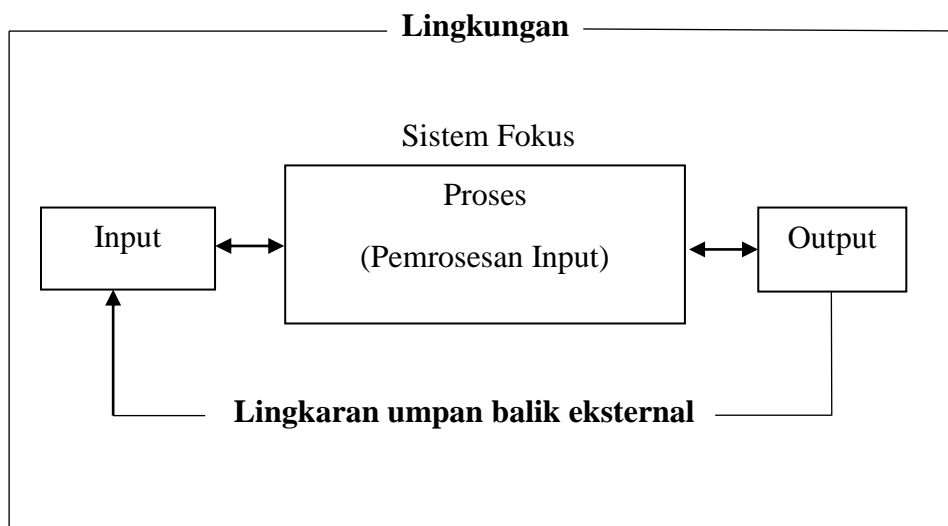 Lingkungan
Sistem Fokus
Input
Proses
(Pemrosesan Input)
Output
Lingkaran umpan balik eksternal